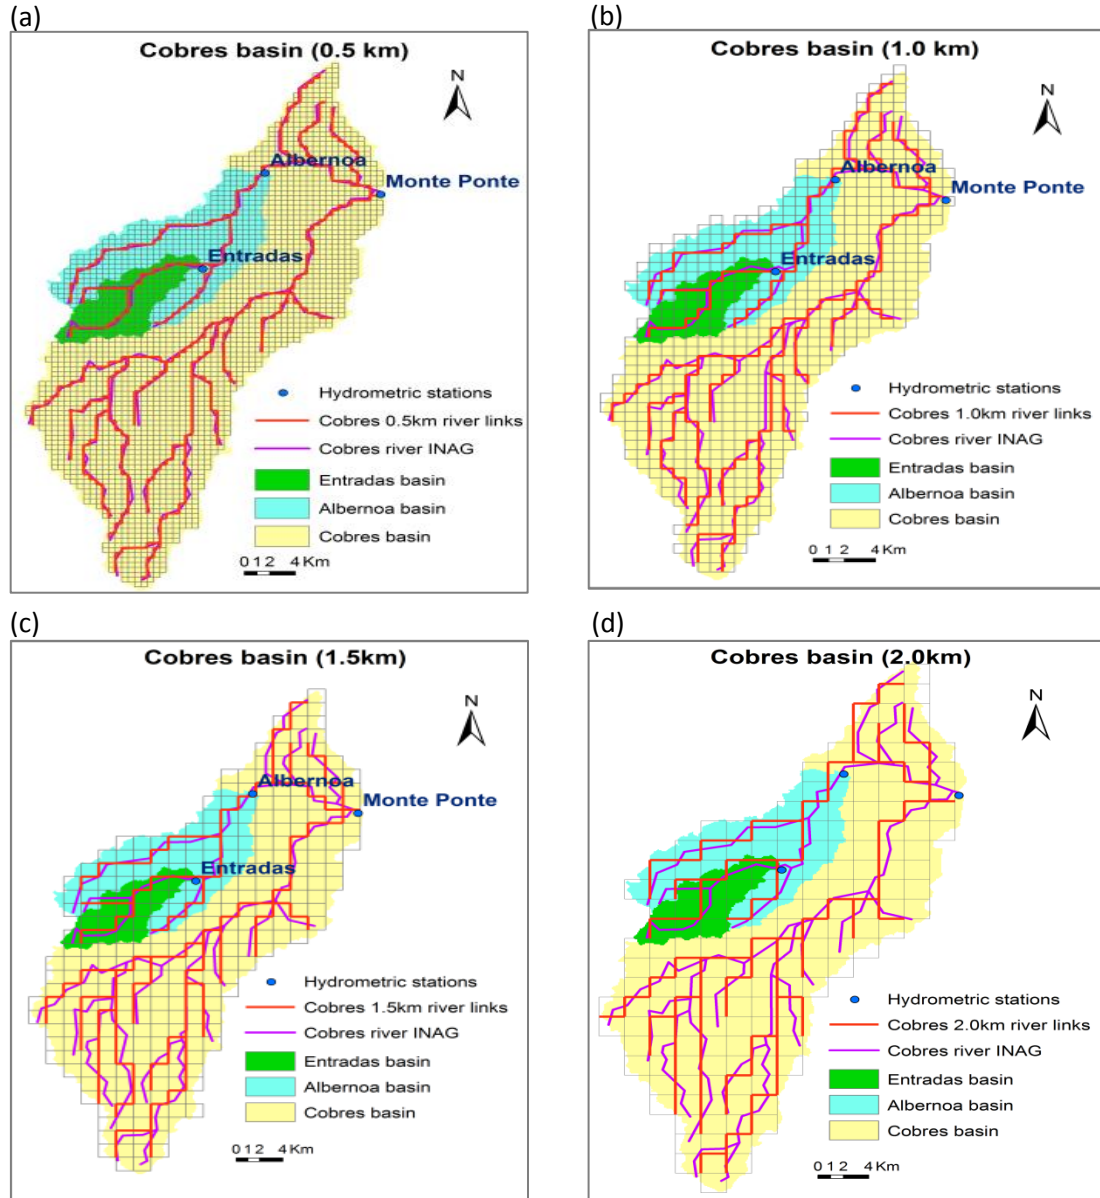 (a)
Cobres basin (0.5 km)
N
Albernoa
Monte Ponte
Entradas
Hydrometric stations
Cobres 0.5km river links
Cobres river INAG
Entradas basin
Albernoa basin
Cobres basin
0 1 2 4 Km
(b)
Cobres basin (1.0 km)
N
Albernoa
Monte Ponte
Entradas
Hydrometric stations
Cobres 1.0km river links
Cobres river INAG
Entradas basin
Albernoa basin
Cobres basin
0 1 2 4 Km
(c)
Cobres basin (1.5km)
N
Albernoa
Monte Ponte
Entradas
Hydrometric stations
Cobres 1.5km river links
Cobres river INAG
Entradas basin
Albernoa basin
Cobres basin
0 1 2 4 Km
(d)
Cobres basin (2.0km)
N
Hydrometric stations
Cobres 2.0km river links
Cobres river INAG
Entradas basin
Albernoa basin
Cobres basin
0 1 2 4 Km